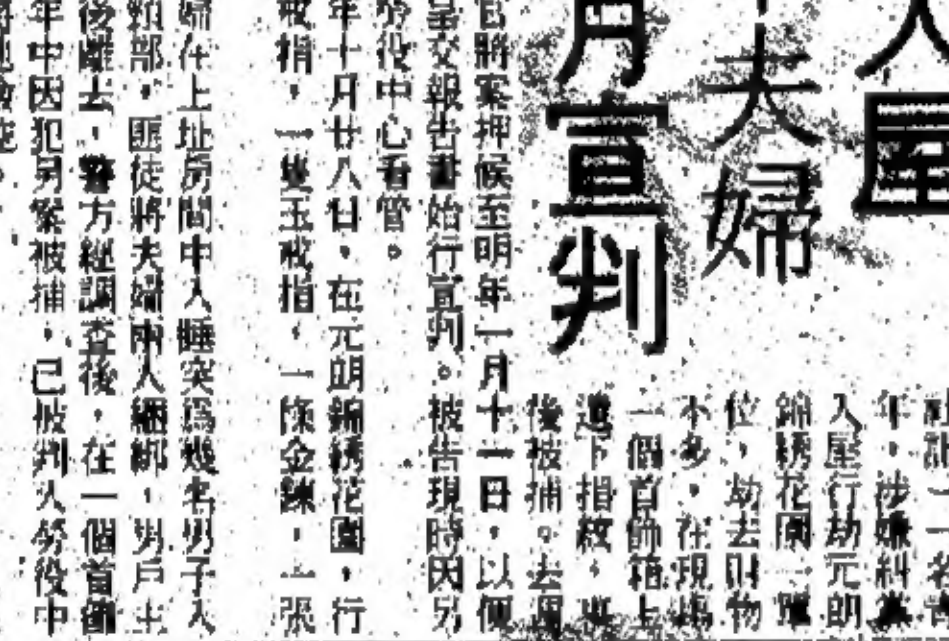 入屋
夫婦
月宣判
一名青
年,涉嫌糾黨
入屋行劫元朗
錦綉花園一單
位,劫去財物
不多,在現場
一個首飾箱上
遺下指紋,事
後被捕。去週
官將案押候至明年一月十一日,以便
呈交報告書始行宣判。被告現時因另
勞役中心看管。
年十月廿八日,在元朗錦綉花園,行
戒指,一隻玉戒指,一條金鍊,一張
婦在上址房間中入睡突爲幾名男子入
頸部,匪徒將夫婦兩人綑綁,男戶主
後離去,警方經調查後,在一個首飾
年中因犯另案被捕,已被判入勞役中